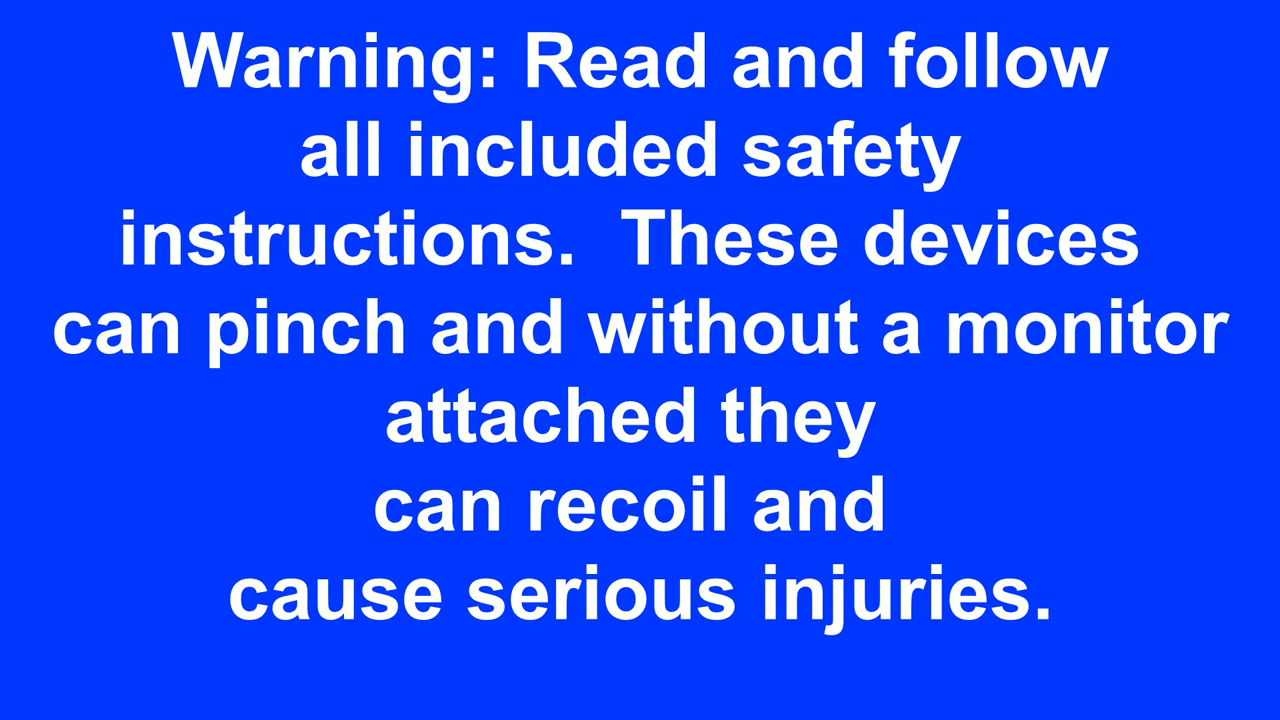 Warning: Read and follow
all included safety
instructions.  These devices
can pinch and without a monitor
attached they
can recoil and
cause serious injuries.